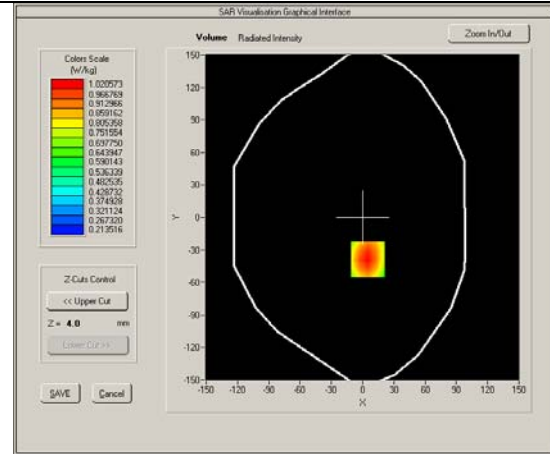 SAR Visualisation Graphical Interface
Volume Radiated Intensity
Zoom In/Out
Colors Scale
(W/kg)
1.020573
0.966769
0.912966
0.859162
0.805358
0.751554
0.697750
0.643947
0.590143
0.536339
0.482535
0.428732
0.374928
0.321124
0.267320
0.213516
Z-Cuts Control
<< Upper Cut
Z = 4.0 mm
Lower Cut >>
SAVE
Cancel
150
120
90
60
30
0
-30
-60
-90
-120
-150
Y
-150 -120 -90 -60 -30 0 30 60 90 120 150
X